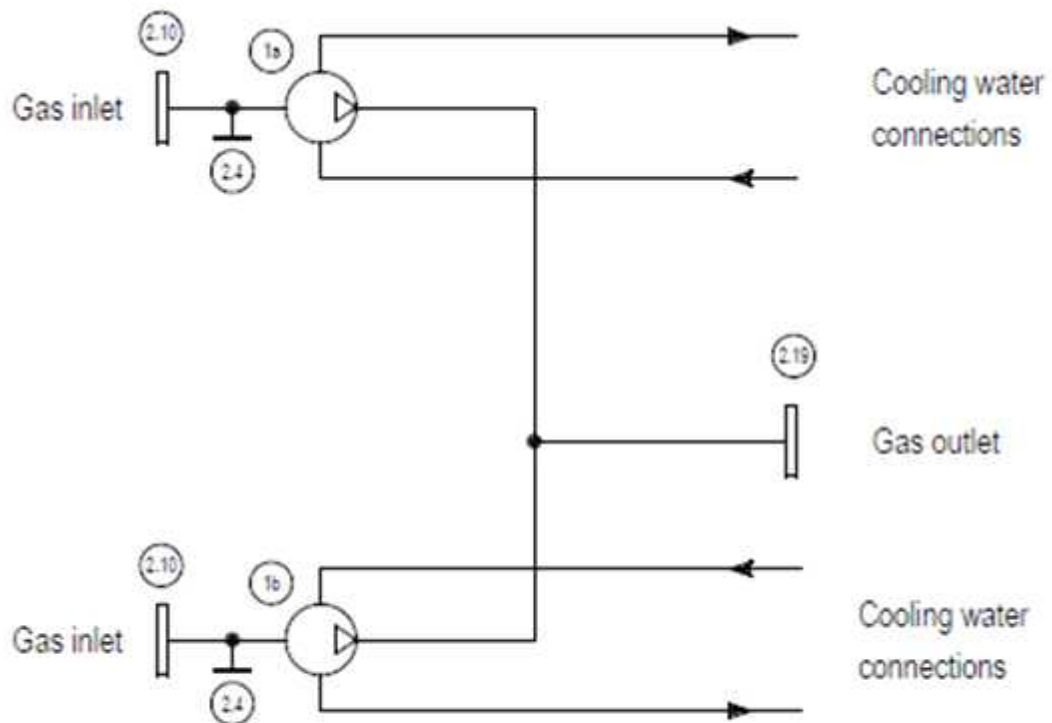 2.10
1a
Gas inlet
Cooling water
connections
2.4
2.19
Gas outlet
2.10
1b
Gas inlet
Cooling water
connections
2.4